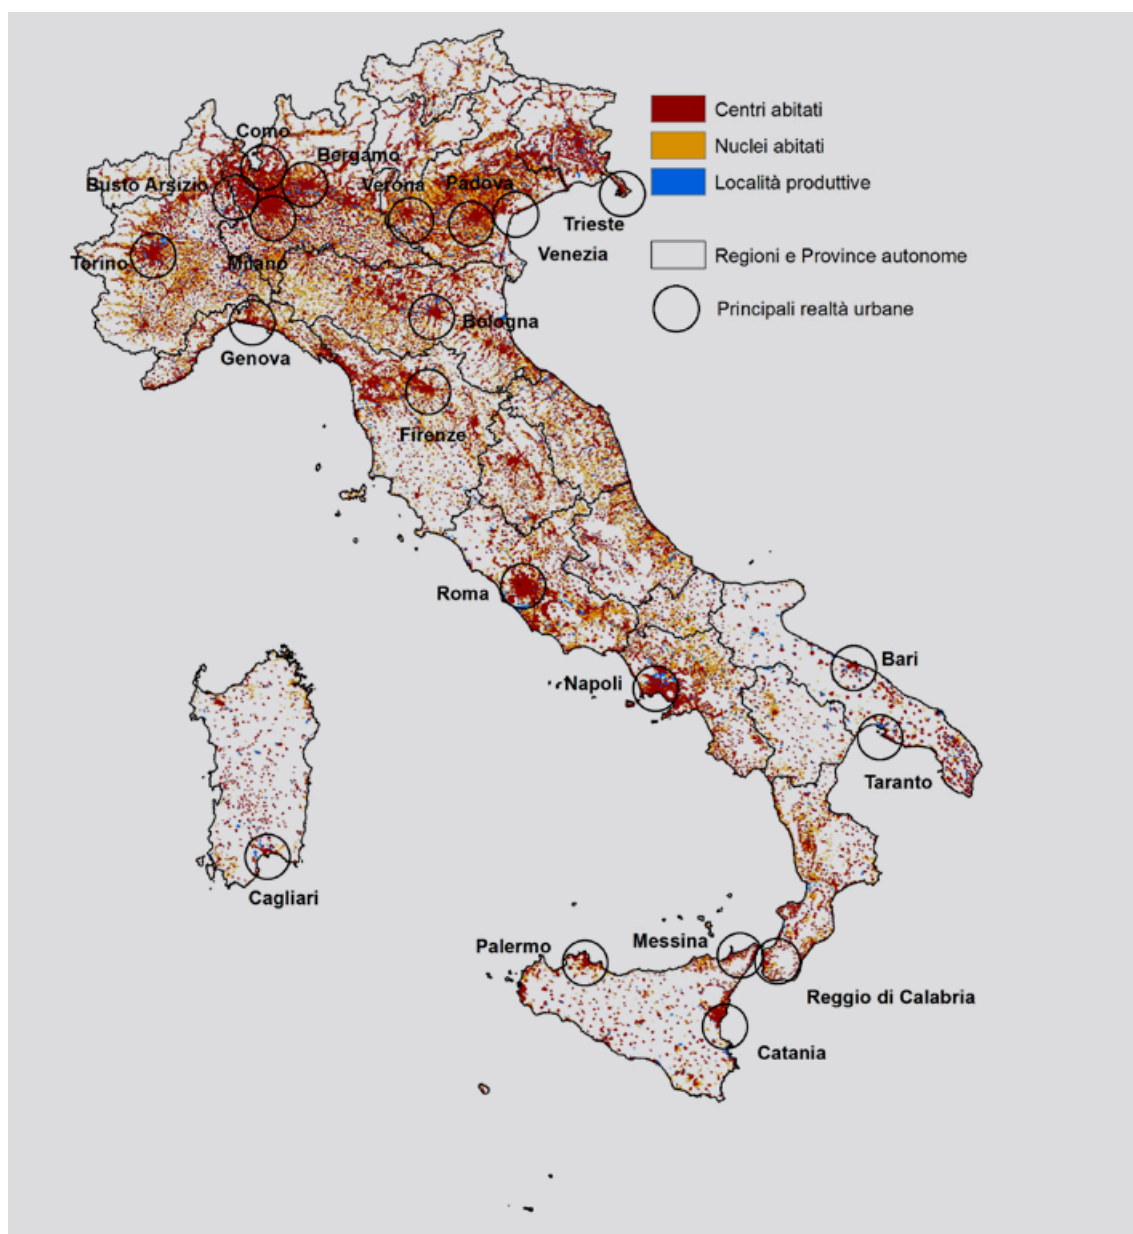 Centri abitati
Nuclei abitati
Località produttive
Regioni e Province autonome
Principali realtà urbane
Como
Bergamo
Busto Arsizio
Verona
Padova
Trieste
Venezia
Torino
Milano
Bologna
Genova
Firenze
Roma
Bari
Napoli
Taranto
Cagliari
Palermo
Messina
Reggio di Calabria
Catania